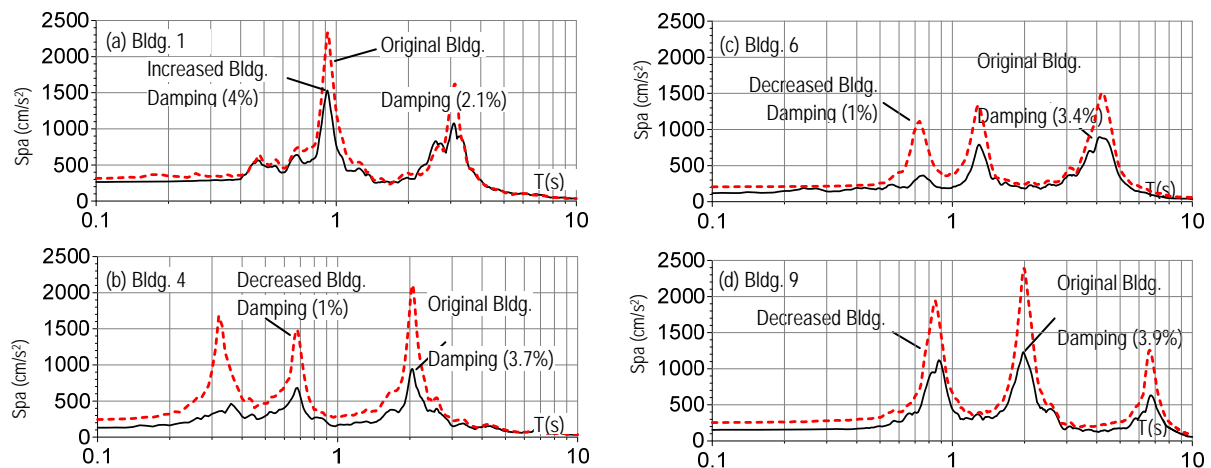 2500
(a) Bldg. 1
Original Bldg.
2000
Increased Bldg.
Damping (4%)
Damping (2.1%)
1500
1000
500
0
Spa (cm/s²)
T(s)
0.1
1
10
2500
(c) Bldg. 6
Original Bldg.
2000
Decreased Bldg.
Damping (1%)
Damping (3.4%)
1500
1000
500
0
Spa (cm/s²)
T(s)
0.1
1
10
2500
(b) Bldg. 4
Decreased Bldg.
Damping (1%)
Original Bldg.
2000
1500
Damping (3.7%)
1000
500
0
Spa (cm/s²)
T(s)
0.1
1
10
2500
(d) Bldg. 9
Original Bldg.
2000
Decreased Bldg.
Damping (3.9%)
1500
1000
500
0
Spa (cm/s²)
T(s)
0.1
1
10